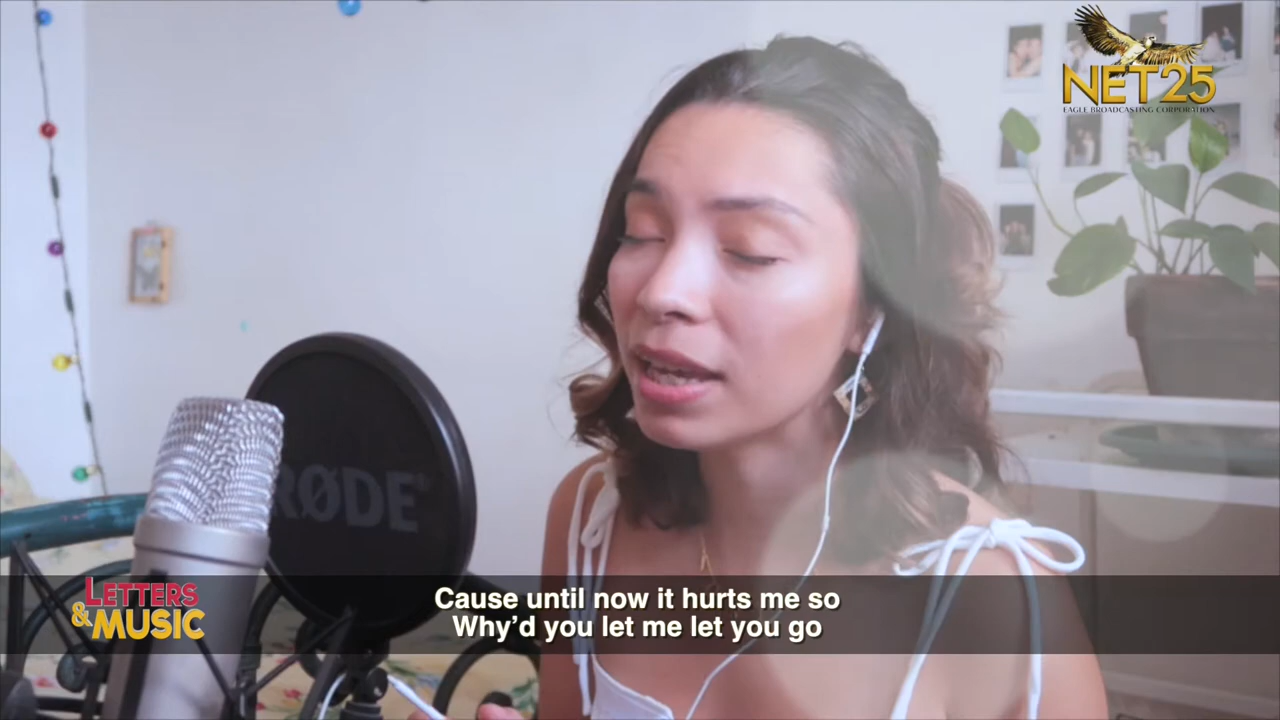 NET25
EAGLE BROADCASTING CORPORATION
RØDE
LETTERS
& MUSIC
Cause until now it hurts me so
Why'd you let me let you go